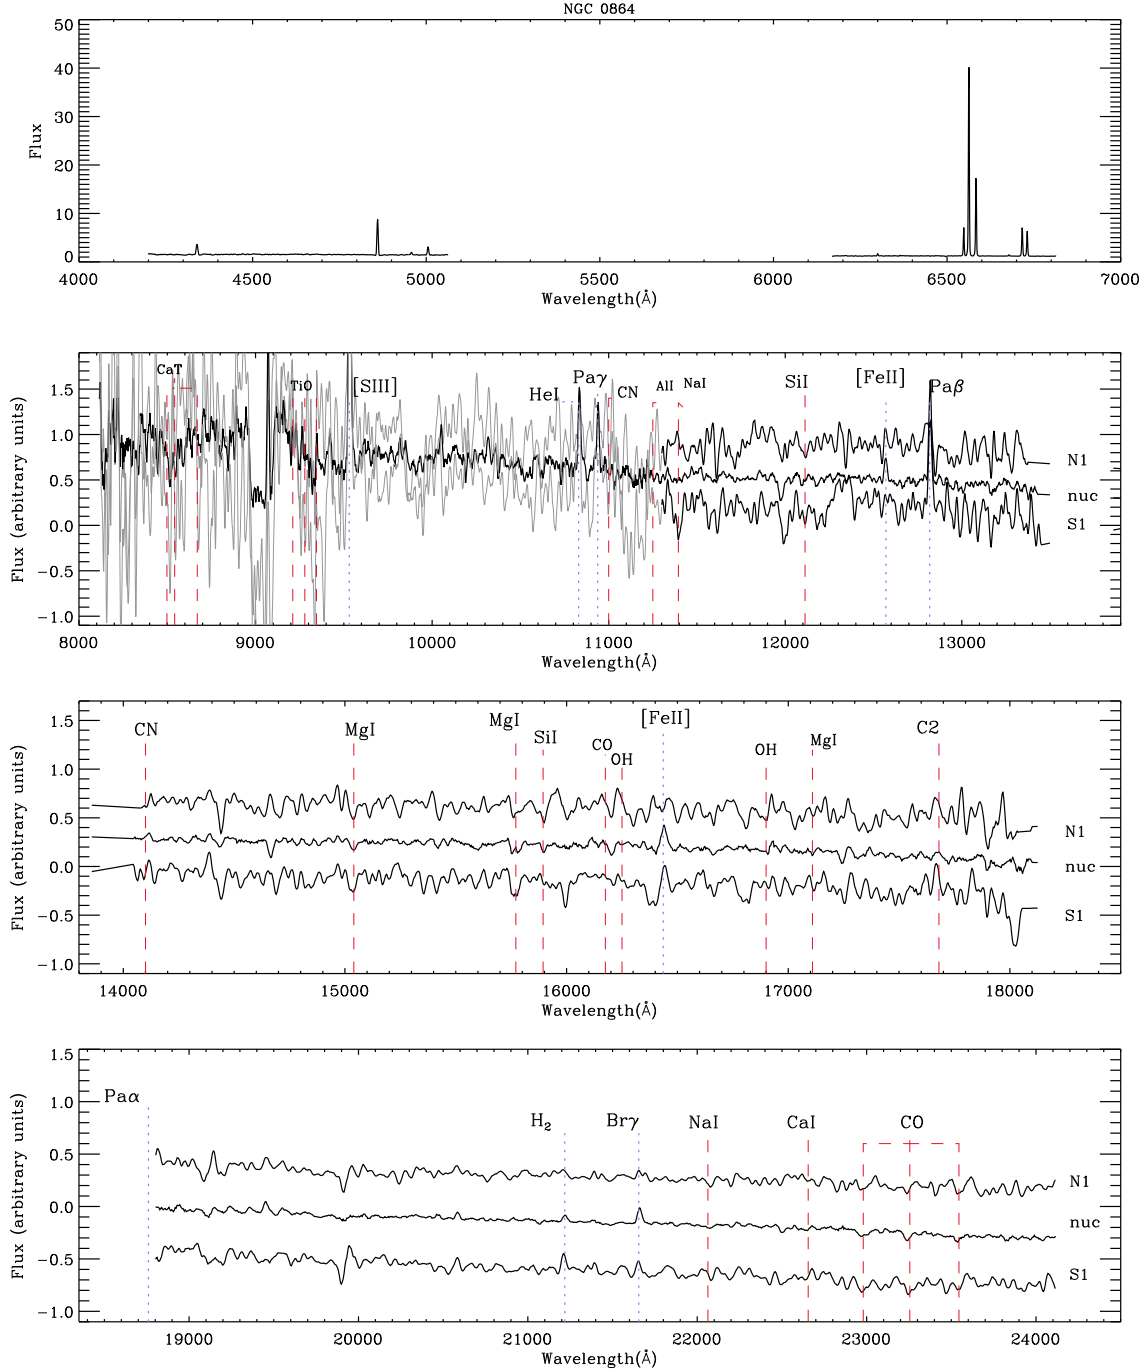 NGC 0864
50
40
30
20
10
0
Flux
4000 4500 5000 5500 6000 6500 7000
Wavelength(Å)
CaT TiO [SIII] HeI Paγ CN AlI NaI SiI [FeII] Paβ
1.5
1.0
0.5
0.0
−0.5
−1.0
Flux (arbitrary units)
N1
nuc
S1
8000 9000 10000 11000 12000 13000
Wavelength(Å)
CN MgI MgI SiI CO OH [FeII] OH MgI C2
1.5
1.0
0.5
0.0
−0.5
−1.0
Flux (arbitrary units)
N1
nuc
S1
14000 15000 16000 17000 18000
Wavelength(Å)
Paα H₂ Brγ NaI CaI CO
1.5
1.0
0.5
0.0
−0.5
−1.0
Flux (arbitrary units)
N1
nuc
S1
19000 20000 21000 22000 23000 24000
Wavelength(Å)